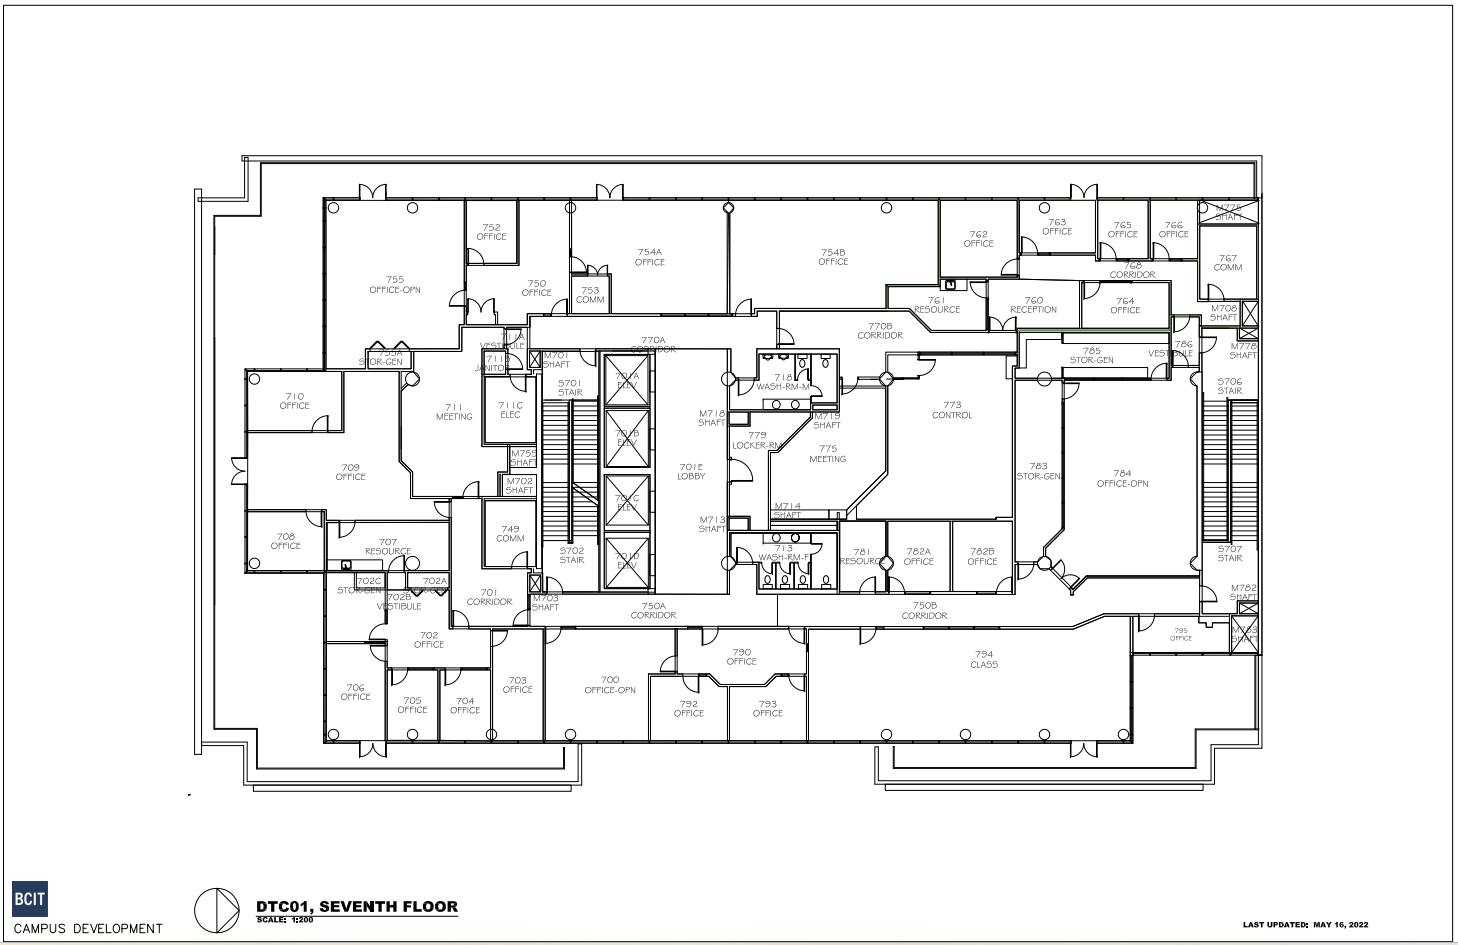 752
OFFICE
763
OFFICE
765
OFFICE
766
OFFICE
M775
SHAFT
762
OFFICE
754A
OFFICE
754B
OFFICE
767
COMM
768
CORRIDOR
755
OFFICE-OPN
750
OFFICE
753
COMM
761
RESOURCE
760
RECEPTION
764
OFFICE
M708
SHAFT
770B
CORRIDOR
770A
CORRIDOR
711A
VESTIBULE
755A
STOR-GEN
JANITOR
M701
SHAFT
785
STOR-GEN
786
VESTIBULE
M778
SHAFT
701A
ELEV
718
WASH-RM-M
S701
STAIR
S706
STAIR
710
OFFICE
711
MEETING
711C
ELEC
773
CONTROL
M718
SHAFT
M719
SHAFT
701B
ELEV
779
LOCKER-RM
775
MEETING
M755
SHAFT
709
OFFICE
701E
LOBBY
783
STOR-GEN
784
OFFICE-OPN
M702
SHAFT
701C
ELEV
M714
SHAFT
M713
SHAFT
749
COMM
708
OFFICE
707
RESOURCE
S702
STAIR
701D
ELEV
713
WASH-RM-F
781
RESOURCE
782A
OFFICE
782B
OFFICE
S707
STAIR
702C
STOR-GEN
702A
STOR-GEN
702B
VESTIBULE
701
CORRIDOR
M703
SHAFT
750A
CORRIDOR
750B
CORRIDOR
M782
SHAFT
702
OFFICE
795
OFFICE
M783
SHAFT
790
OFFICE
794
CLASS
706
OFFICE
703
OFFICE
700
OFFICE-OPN
705
OFFICE
704
OFFICE
792
OFFICE
793
OFFICE
BCIT
CAMPUS DEVELOPMENT
DTC01, SEVENTH FLOOR
SCALE: 1:200
LAST UPDATED: MAY 16, 2022